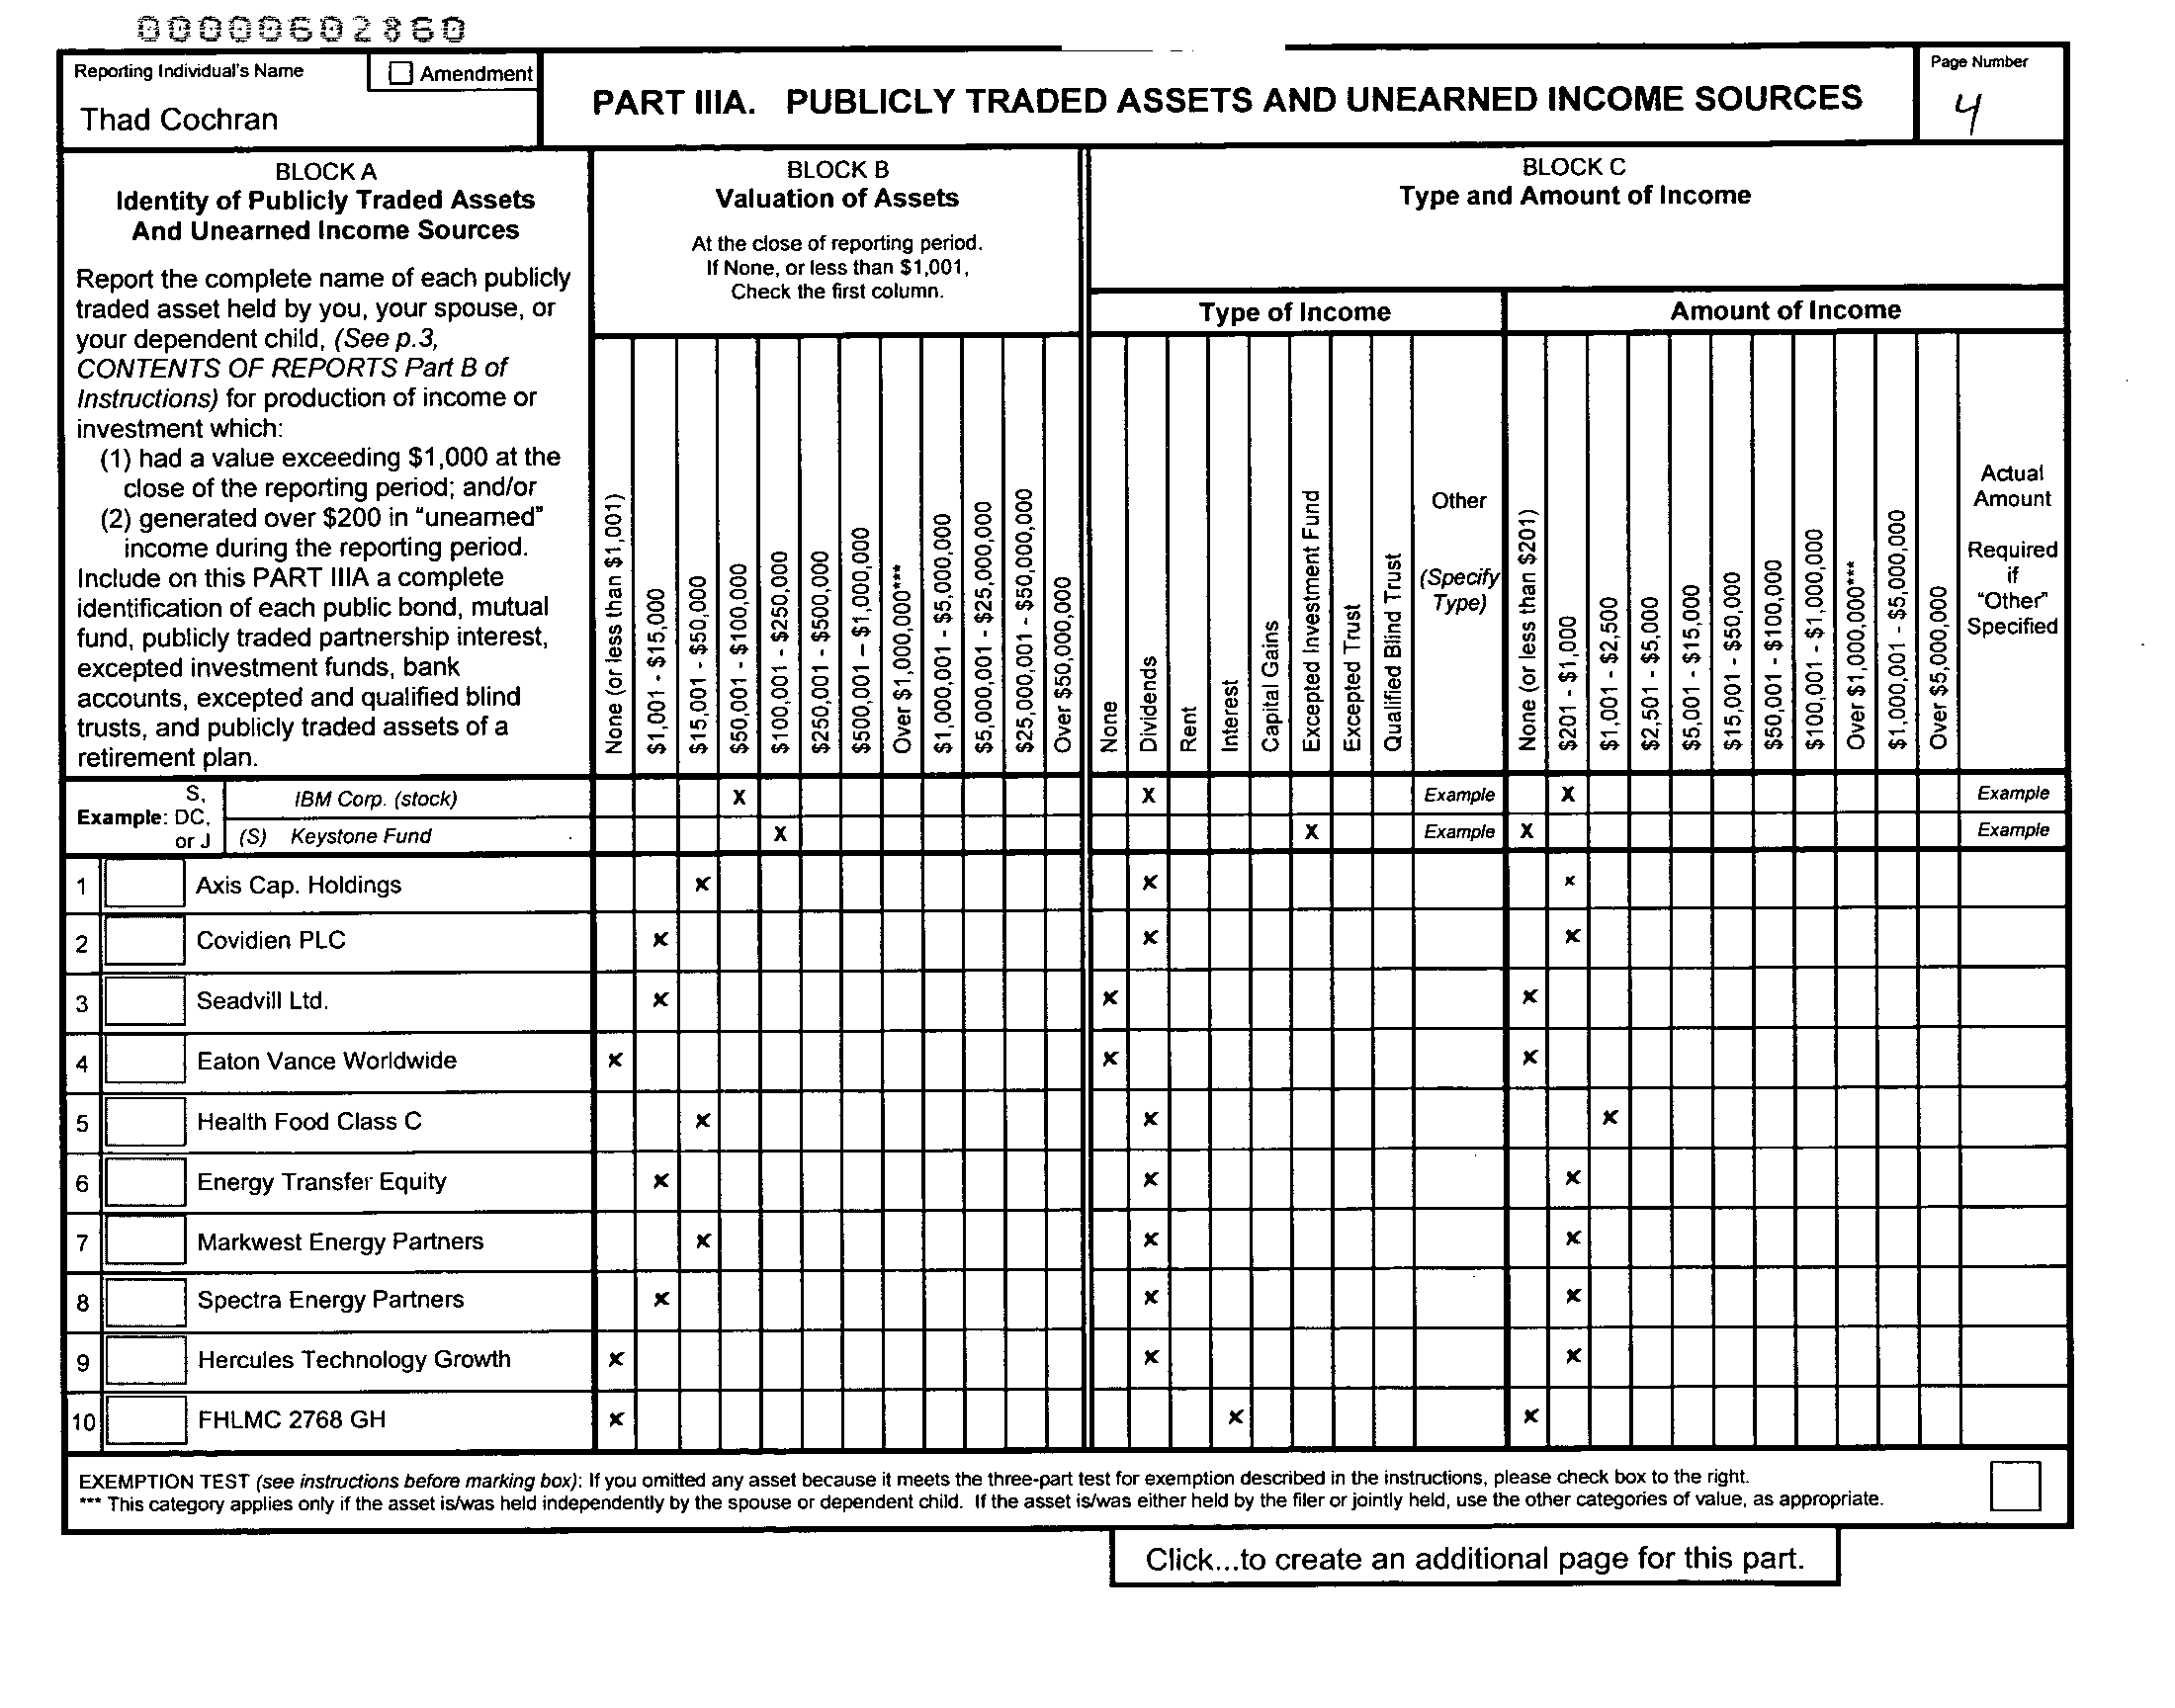 00000602860
Reporting Individual's Name
☐ Amendment
Thad Cochran
PART IIIA. PUBLICLY TRADED ASSETS AND UNEARNED INCOME SOURCES
Page Number
4
BLOCK A
Identity of Publicly Traded Assets
And Unearned Income Sources
Report the complete name of each publicly
traded asset held by you, your spouse, or
your dependent child, (See p.3,
CONTENTS OF REPORTS Part B of
Instructions) for production of income or
investment which:
(1) had a value exceeding $1,000 at the
close of the reporting period; and/or
(2) generated over $200 in "unearned"
income during the reporting period.
Include on this PART IIIA a complete
identification of each public bond, mutual
fund, publicly traded partnership interest,
excepted investment funds, bank
accounts, excepted and qualified blind
trusts, and publicly traded assets of a
retirement plan.
BLOCK B
Valuation of Assets
At the close of reporting period.
If None, or less than $1,001,
Check the first column.
None (or less than $1,001)
$1,001 - $15,000
$15,001 - $50,000
$50,001 - $100,000
$100,001 - $250,000
$250,001 - $500,000
$500,001 – $1,000,000
Over $1,000,000***
$1,000,001 - $5,000,000
$5,000,001 - $25,000,000
$25,000,001 - $50,000,000
Over $50,000,000
BLOCK C
Type and Amount of Income
Type of Income
None
Dividends
Rent
Interest
Capital Gains
Excepted Investment Fund
Excepted Trust
Qualified Blind Trust
Other
(Specify
Type)
Amount of Income
None (or less than $201)
$201 - $1,000
$1,001 - $2,500
$2,501 - $5,000
$5,001 - $15,000
$15,001 - $50,000
$50,001 - $100,000
$100,001 - $1,000,000
Over $1,000,000***
$1,000,001 - $5,000,000
Over $5,000,000
Actual
Amount
Required
if
"Other"
Specified
Example: S, DC, or J
IBM Corp. (stock) X X Example X Example
(S) Keystone Fund X X Example X Example
1 Axis Cap. Holdings x x x
2 Covidien PLC x x x
3 Seadvill Ltd. x x x
4 Eaton Vance Worldwide x x x
5 Health Food Class C x x x
6 Energy Transfer Equity x x x
7 Markwest Energy Partners x x x
8 Spectra Energy Partners x x x
9 Hercules Technology Growth x x x
10 FHLMC 2768 GH x x x
EXEMPTION TEST (see instructions before marking box): If you omitted any asset because it meets the three-part test for exemption described in the instructions, please check box to the right.
*** This category applies only if the asset is/was held independently by the spouse or dependent child. If the asset is/was either held by the filer or jointly held, use the other categories of value, as appropriate.
Click...to create an additional page for this part.